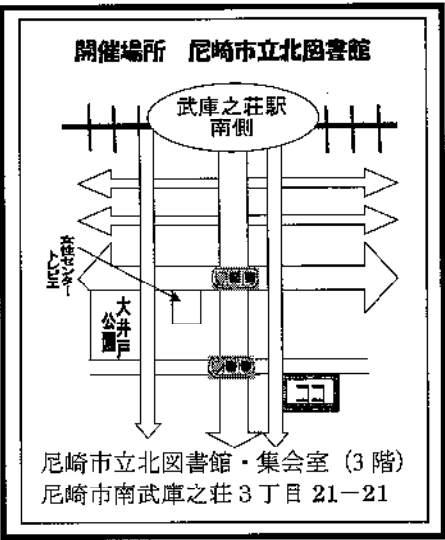 開催場所 尼崎市立北図書館
武庫之荘駅
南側
女性センター
トレピエ
大井戸
公園
ココ
尼崎市立北図書館・集会室（3階）
尼崎市南武庫之荘3丁目21－21